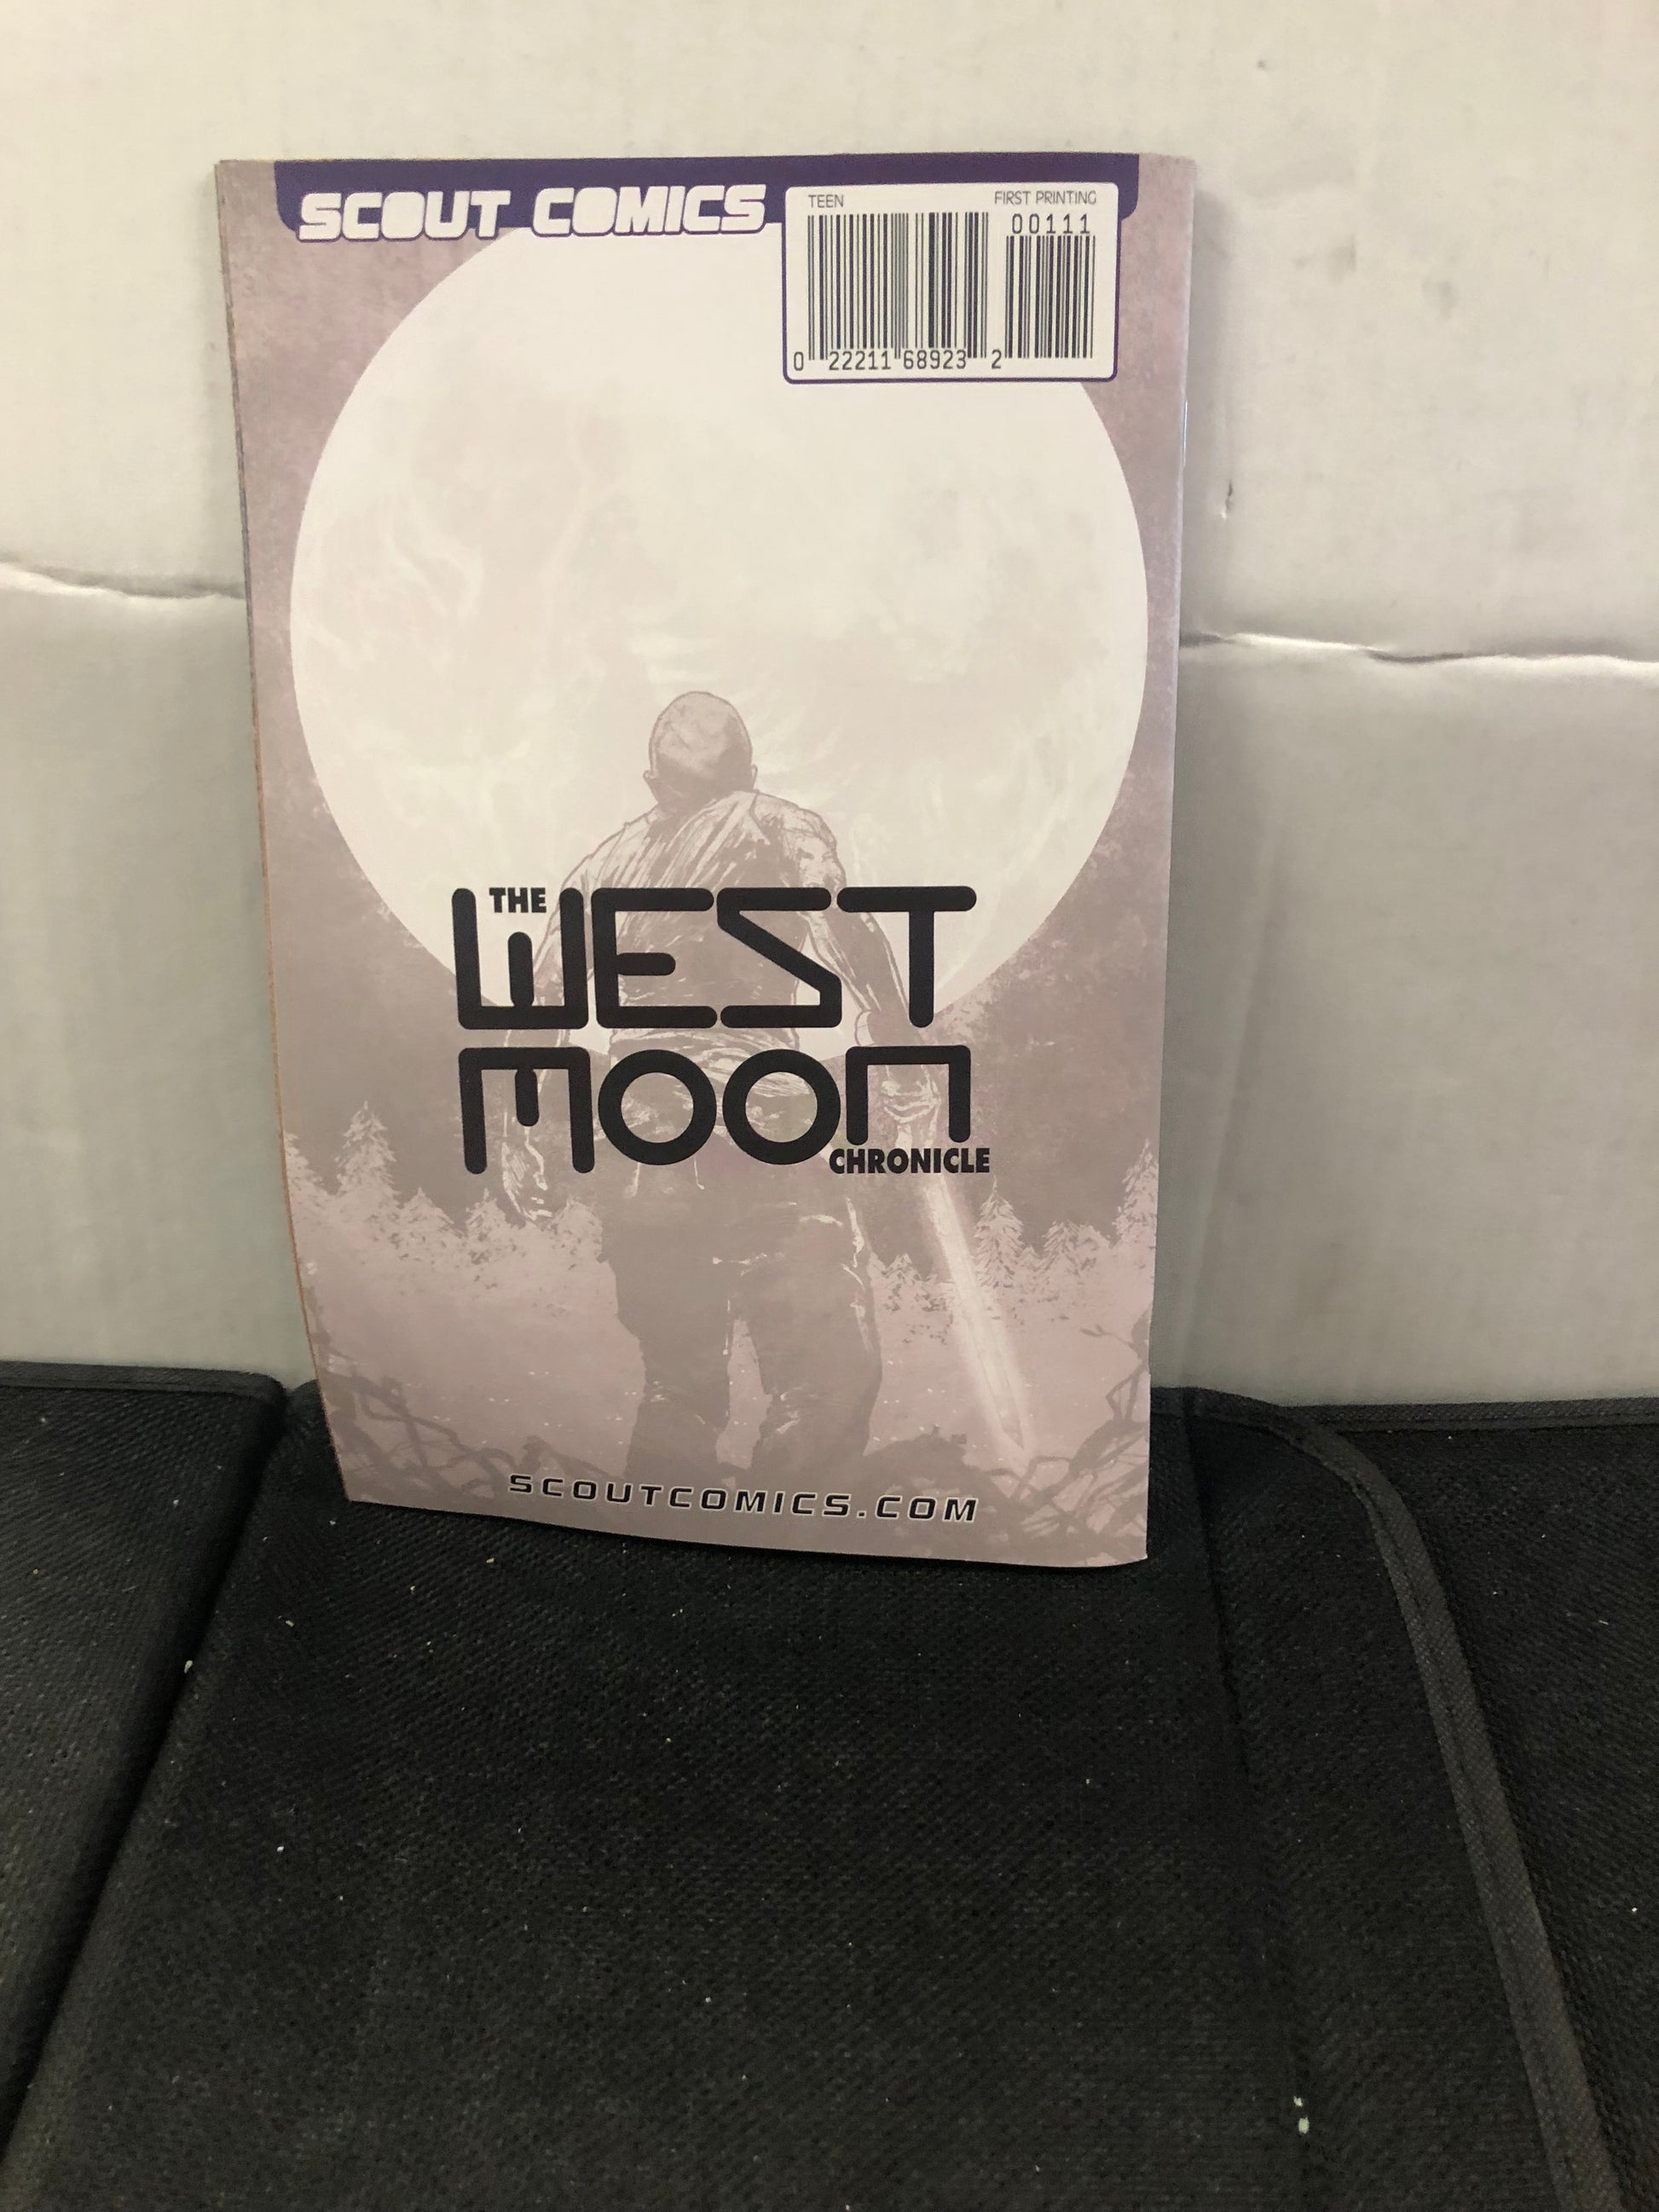 SCOUT COMICS
TEEN
FIRST PRINTING
00111
0 22211 68923 2
THE
WEST
MOON
CHRONICLE
SCOUTCOMICS.COM